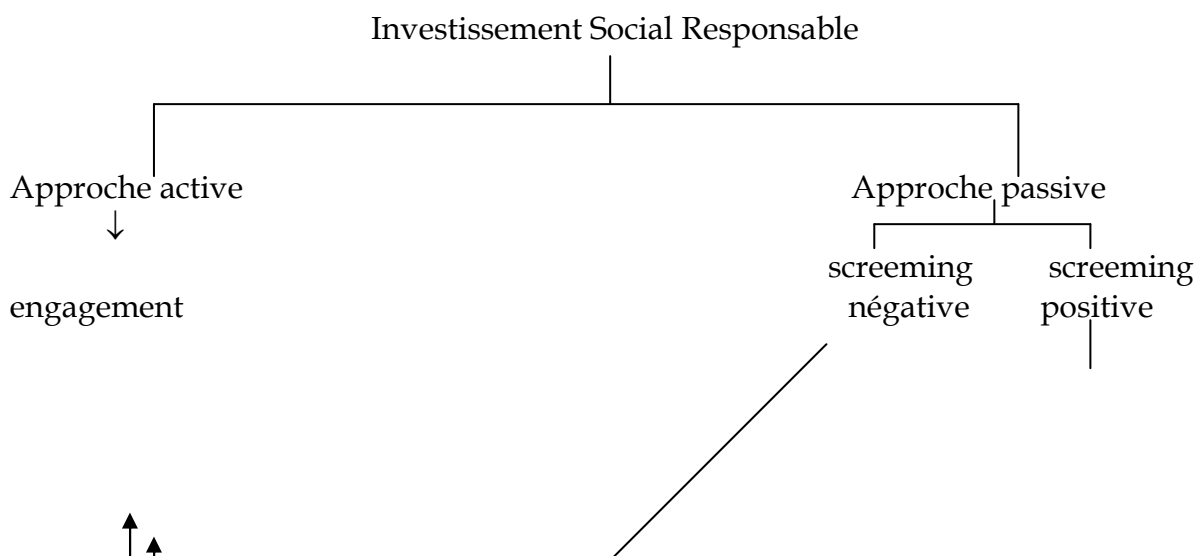 Investissement Social Responsable
Approche active
Approche passive
↓
screeming
screeming
engagement
négative
positive